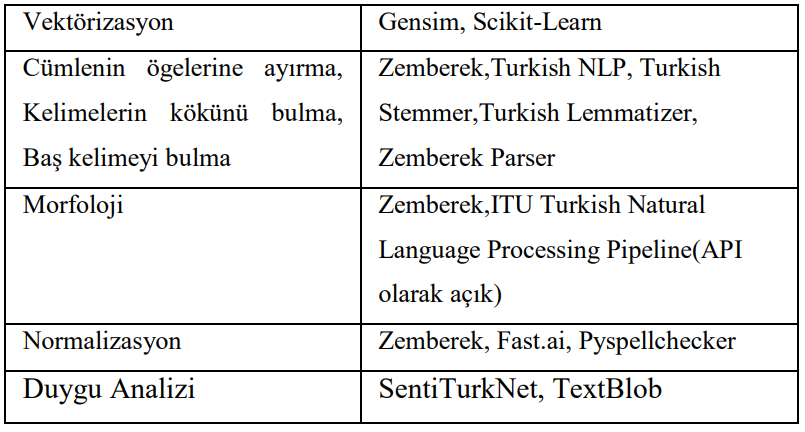 Vektörizasyon
Gensim, Scikit-Learn
Cümlenin ögelerine ayırma,
Kelimelerin kökünü bulma,
Baş kelimeyi bulma
Zemberek,Turkish NLP, Turkish
Stemmer,Turkish Lemmatizer,
Zemberek Parser
Morfoloji
Zemberek,ITU Turkish Natural
Language Processing Pipeline(API
olarak açık)
Normalizasyon
Zemberek, Fast.ai, Pyspellchecker
Duygu Analizi
SentiTurkNet, TextBlob